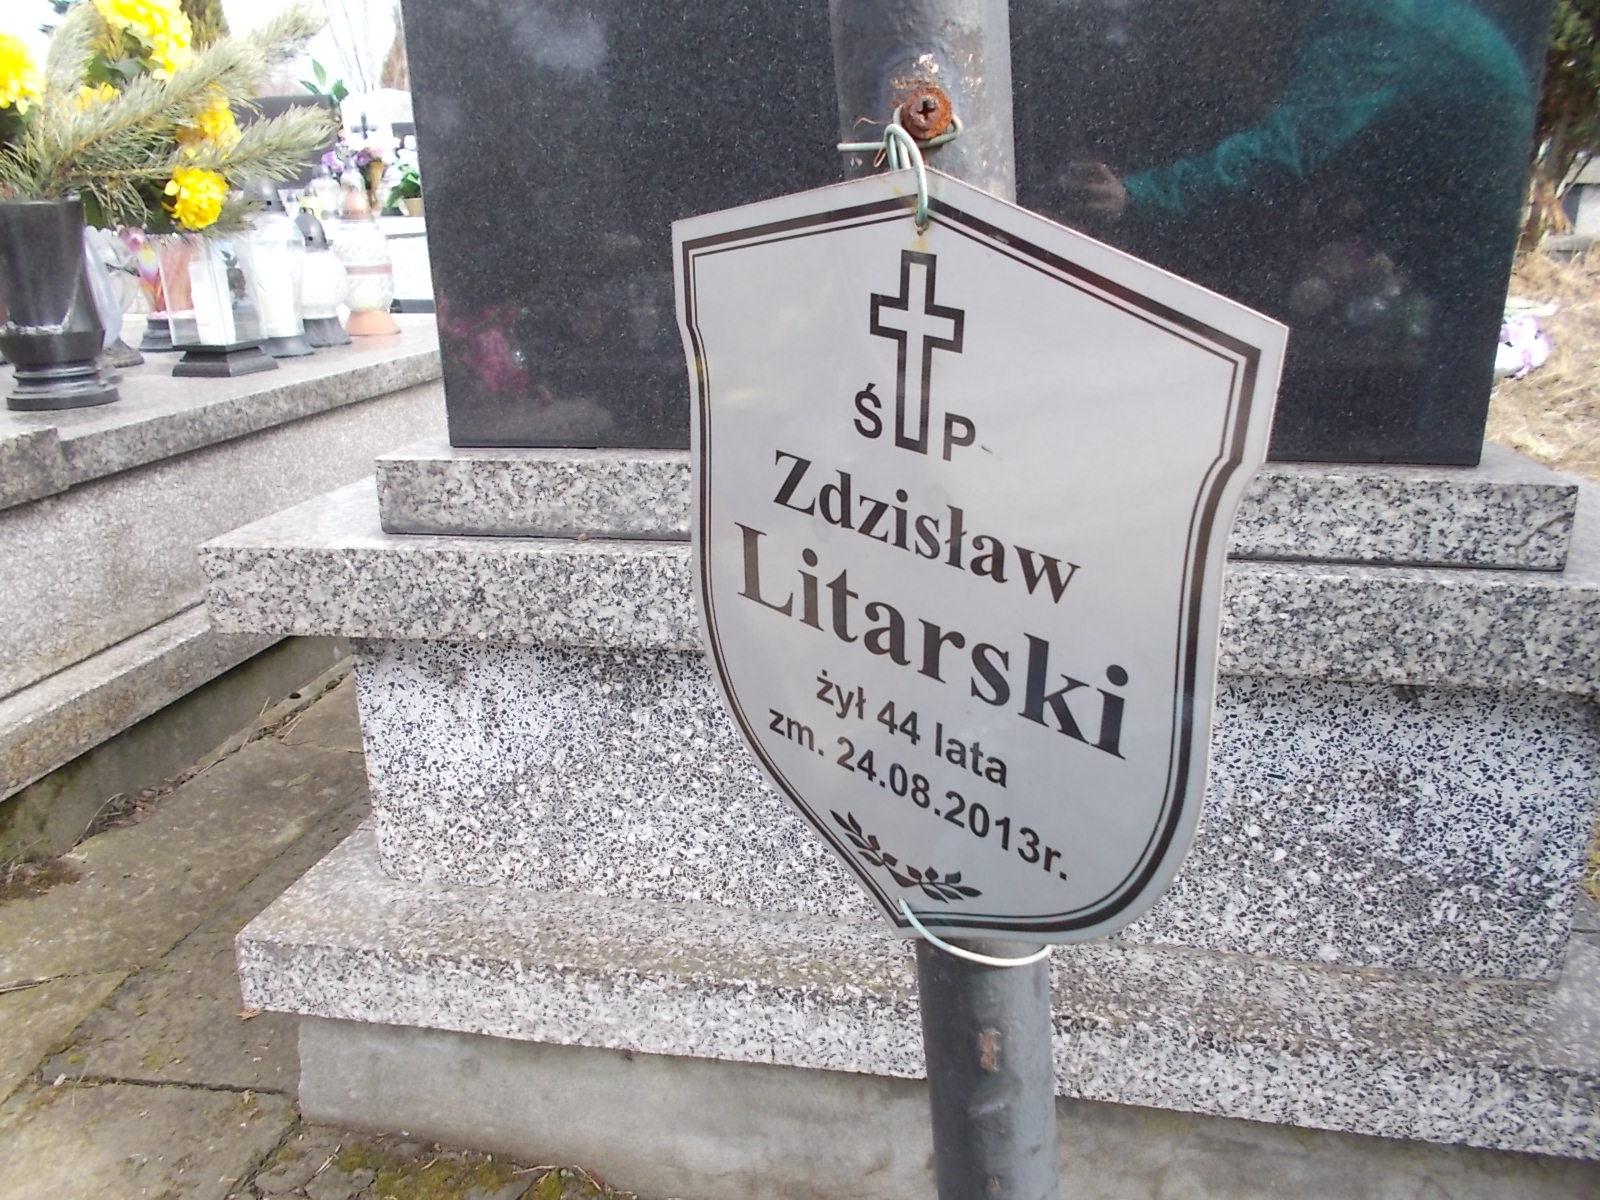 Ś P
Zdzisław
Litarski
żył 44 lata
zm. 24.08.2013r.